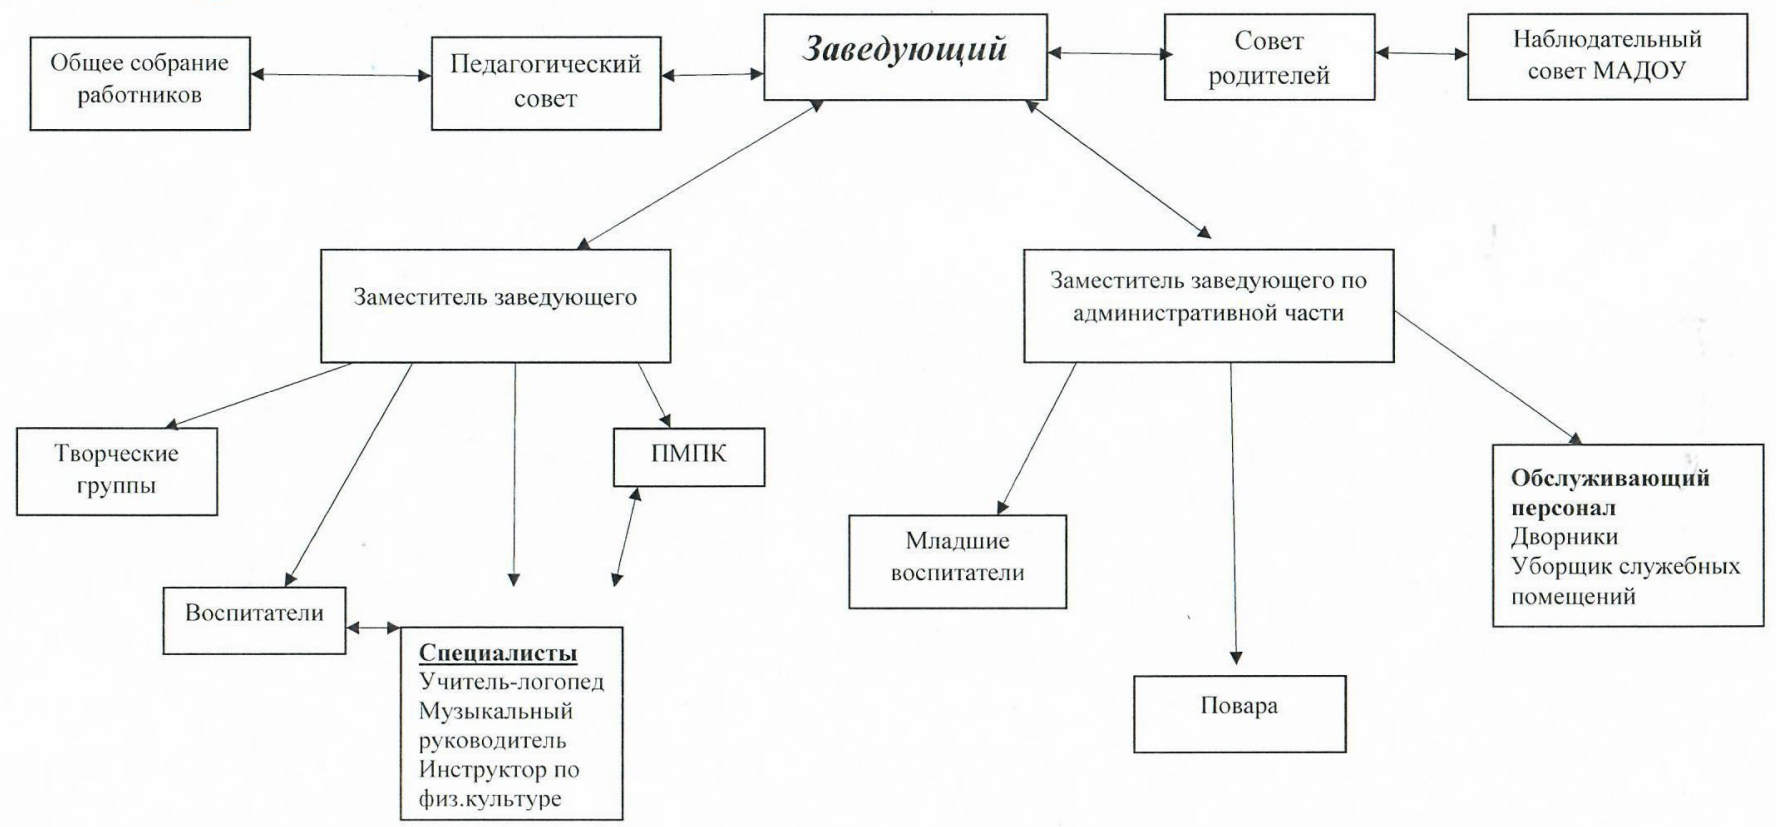 Общее собрание
работников
Педагогический
совет
Заведующий
Совет
родителей
Наблюдательный
совет МАДОУ
Заместитель заведующего
Заместитель заведующего по
административной части
Творческие
группы
ПМПК
Воспитатели
Специалисты
Учитель-логопед
Музыкальный
руководитель
Инструктор по
физ.культуре
Младшие
воспитатели
Повара
Обслуживающий
персонал
Дворники
Уборщик служебных
помещений